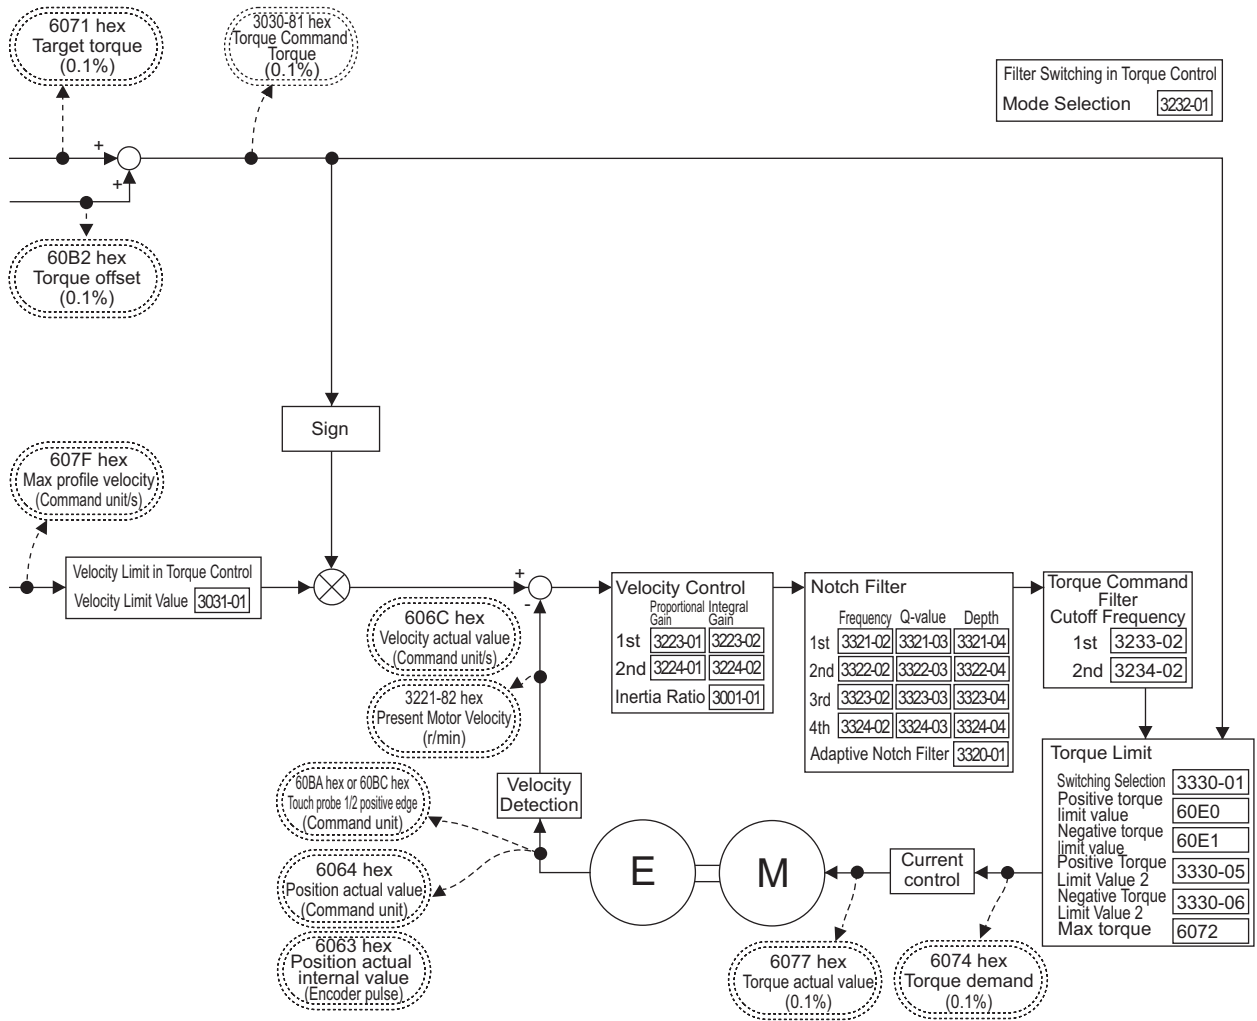 6071 hex
Target torque
(0.1%)
3030-81 hex
Torque Command
Torque
(0.1%)
Filter Switching in Torque Control
Mode Selection 3232-01
+
+
60B2 hex
Torque offset
(0.1%)
Sign
607F hex
Max profile velocity
(Command unit/s)
Velocity Limit in Torque Control
Velocity Limit Value 3031-01
+
-
606C hex
Velocity actual value
(Command unit/s)
3221-82 hex
Present Motor Velocity
(r/min)
Velocity Control
Proportional Gain Integral Gain
1st 3223-01 3223-02
2nd 3224-01 3224-02
Inertia Ratio 3001-01
Notch Filter
Frequency Q-value Depth
1st 3321-02 3321-03 3321-04
2nd 3322-02 3322-03 3322-04
3rd 3323-02 3323-03 3323-04
4th 3324-02 3324-03 3324-04
Adaptive Notch Filter 3320-01
Torque Command
Filter
Cutoff Frequency
1st 3233-02
2nd 3234-02
Torque Limit
Switching Selection 3330-01
Positive torque
limit value 60E0
Negative torque
limit value 60E1
Positive Torque
Limit Value 2 3330-05
Negative Torque
Limit Value 2 3330-06
Max torque 6072
Velocity
Detection
60BA hex or 60BC hex
Touch probe 1/2 positive edge
(Command unit)
6064 hex
Position actual value
(Command unit)
6063 hex
Position actual
internal value
(Encoder pulse)
E
M
Current
control
6077 hex
Torque actual value
(0.1%)
6074 hex
Torque demand
(0.1%)